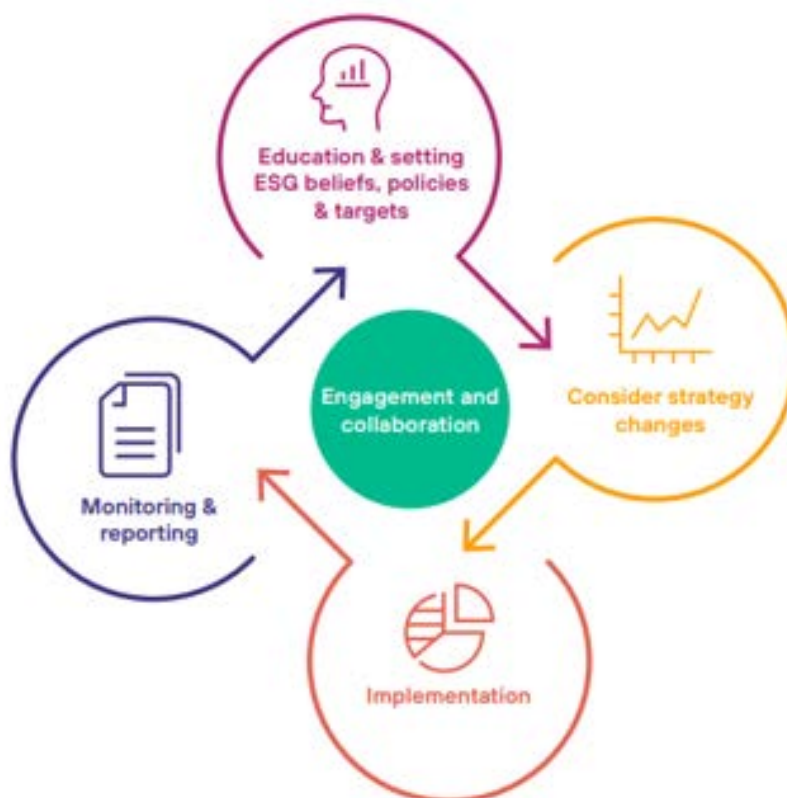 Education & setting
ESG beliefs, policies
& targets
Engagement and
collaboration
Consider strategy
changes
Monitoring &
reporting
Implementation